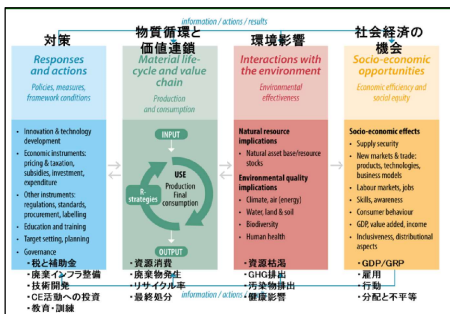 information / actions / results
対策
Responses and actions
Policies, measures,
framework conditions
• Innovation & technology
development
• Economic instruments:
pricing & taxation,
subsidies, investment,
expenditure
• Other instruments:
regulations, standards,
procurement, labelling
• Education and training
• Target setting, planning
• Governance
・税と補助金
・廃棄インフラ整備
・技術開発
・CE活動への投資
・教育・訓練
物質循環と
価値連鎖
Material life-
cycle and value
chain
Production
and consumption
INPUT
R-
strategies
USE
Production
Final
consumption
OUTPUT
・資源消費
・廃棄物発生
・リサイクル率
・最終処分
環境影響
Interactions with
the environment
Environmental
effectiveness
Natural resource
implications
• Natural asset base/resource
stocks
Environmental quality
implications
• Climate, air (energy)
• Water, land & soil
• Biodiversity
• Human health
・資源枯渇
・GHG排出
・汚染物排出
・健康影響
社会経済的の
機会
Socio-economic
opportunities
Economic efficiency and
social equity
Socio-economic effects
• Supply security
• New markets & trade:
products, technologies,
business models
• Labour markets, jobs
• Skills, awareness
• Consumer behaviour
• GDP, value added, income
• Inclusiveness, distributional
aspects
・GDP/GRP
・雇用
・行動
・分配と不平等
information / actions / results